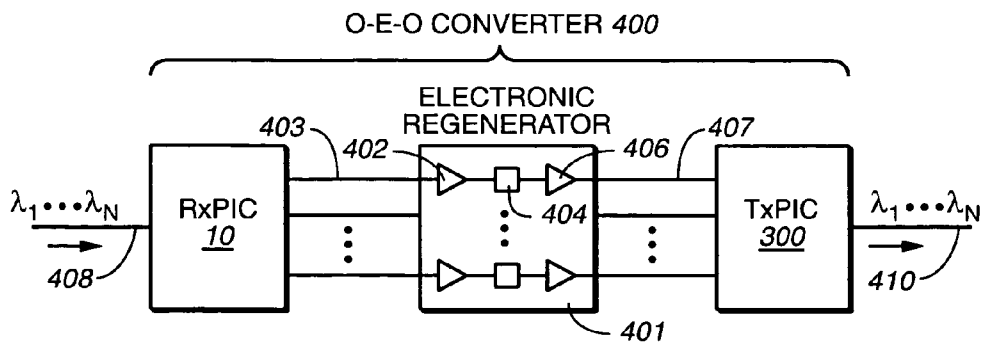 O-E-O CONVERTER 400
ELECTRONIC
REGENERATOR
403
402
406
407
λ1•••λN
RxPIC
10
404
TxPIC
300
λ1•••λN
408
401
410